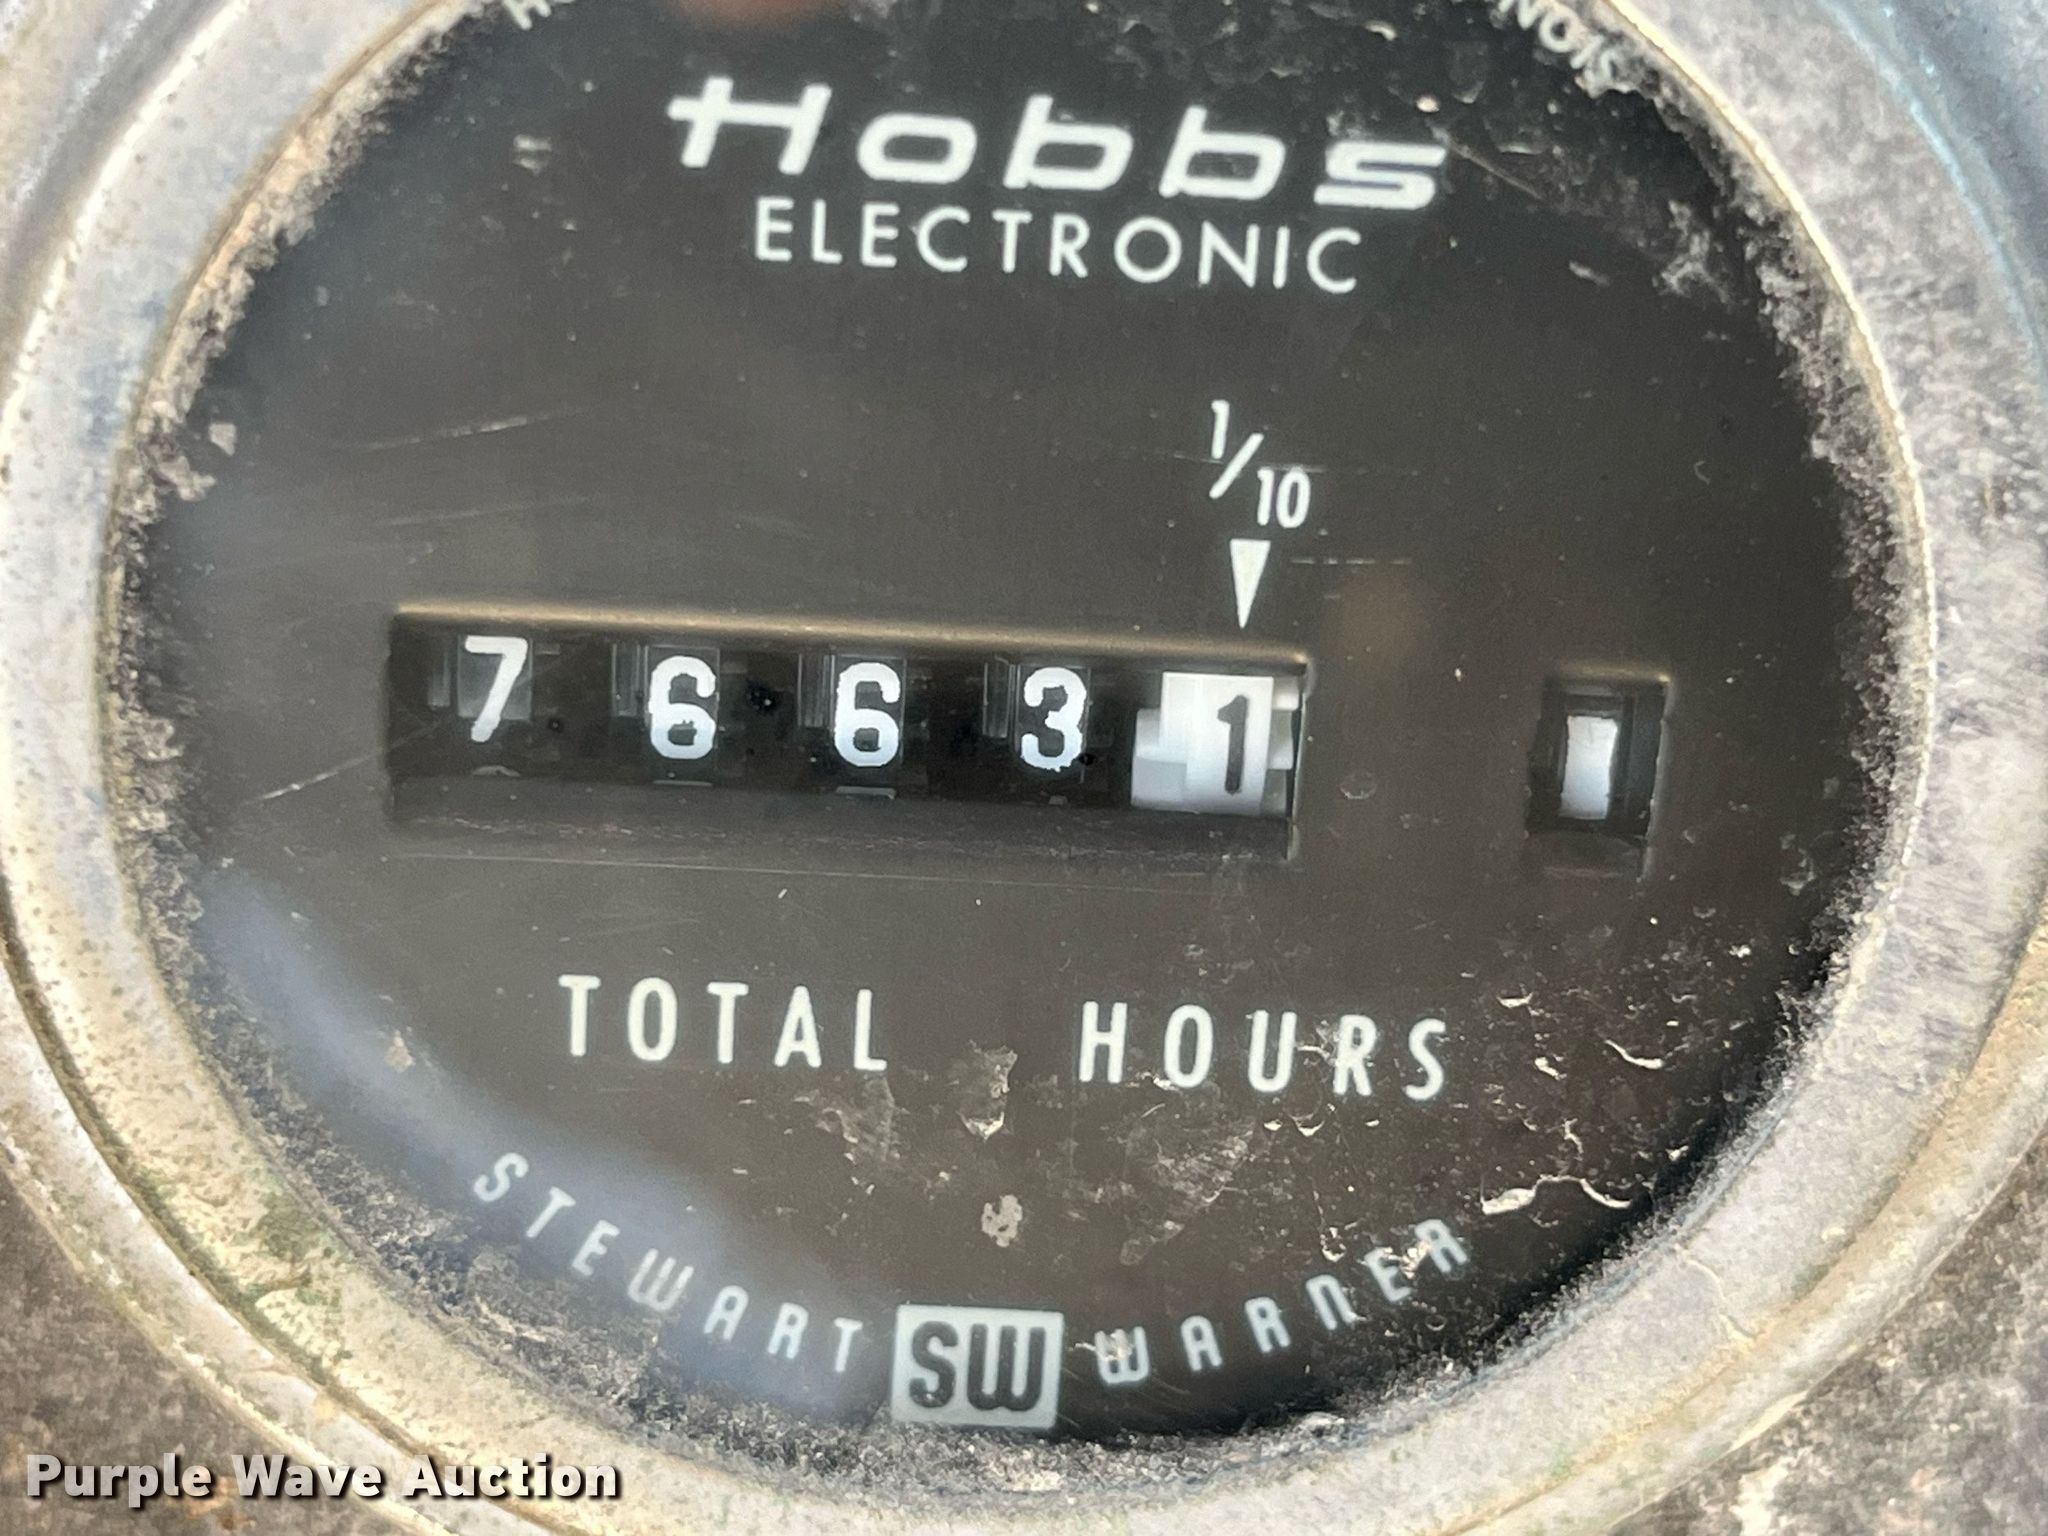 Hobbs
ELECTRONIC
1/10
7 6 6 3 1
TOTAL HOURS
STEWART SW WARNER
Purple Wave Auction